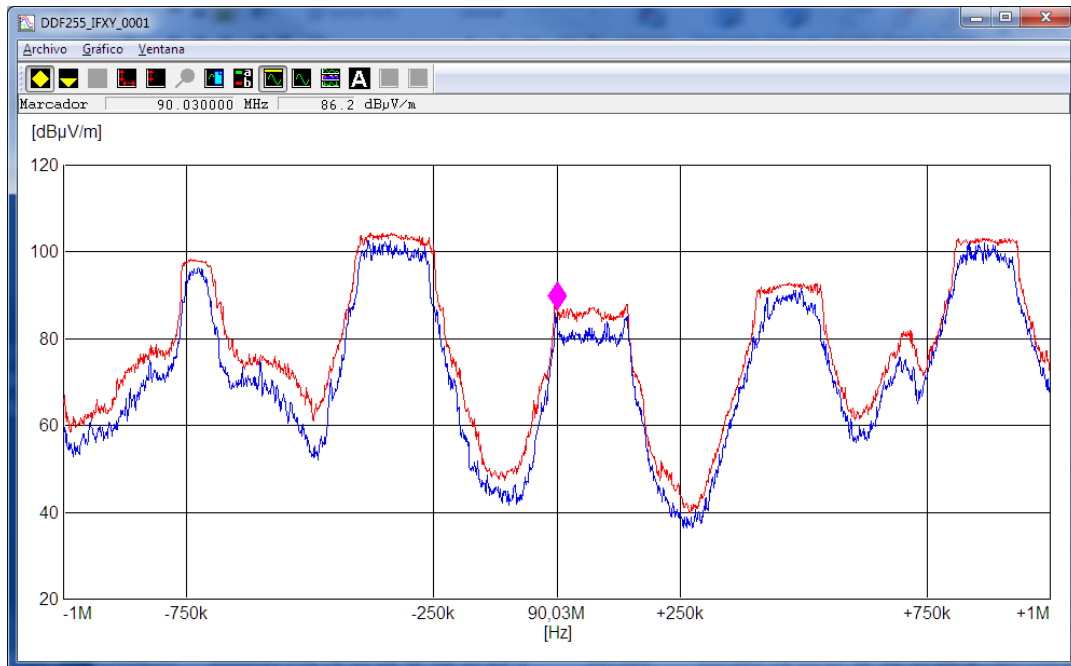 DDF255_IFXY_0001
Archivo Gráfico Ventana
a
b
A
Marcador 90.030000 MHz 86.2 dBµV/m
[dBµV/m]
120
100
80
60
40
20
-1M -750k -250k 90,03M +250k +750k +1M
[Hz]